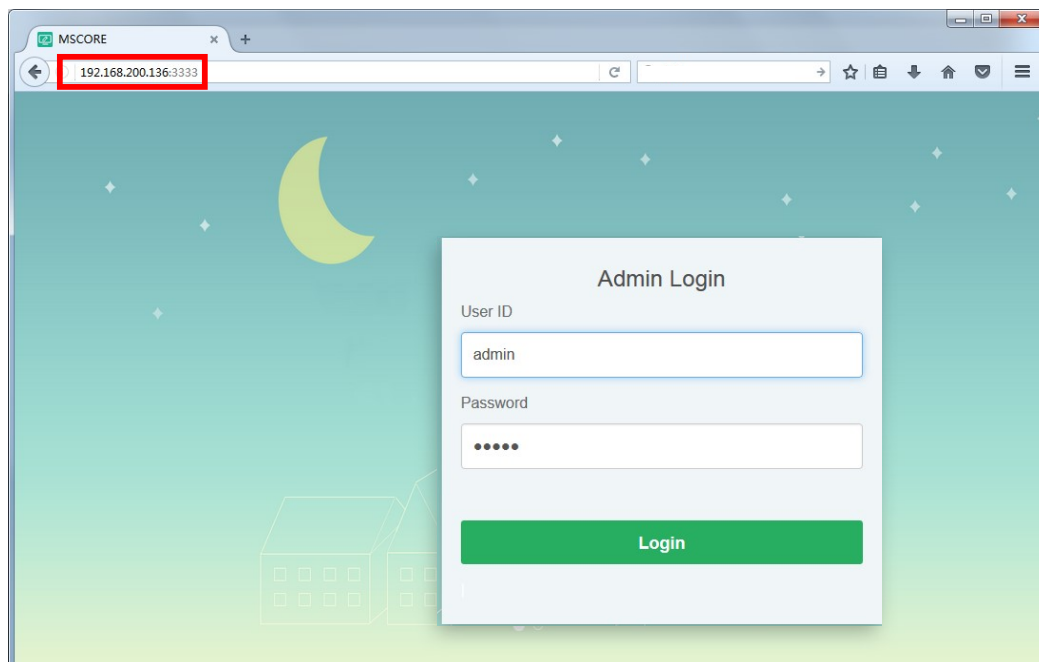 MSCORE
192.168.200.136:3333
Admin Login
User ID
admin
Password
•••••
Login